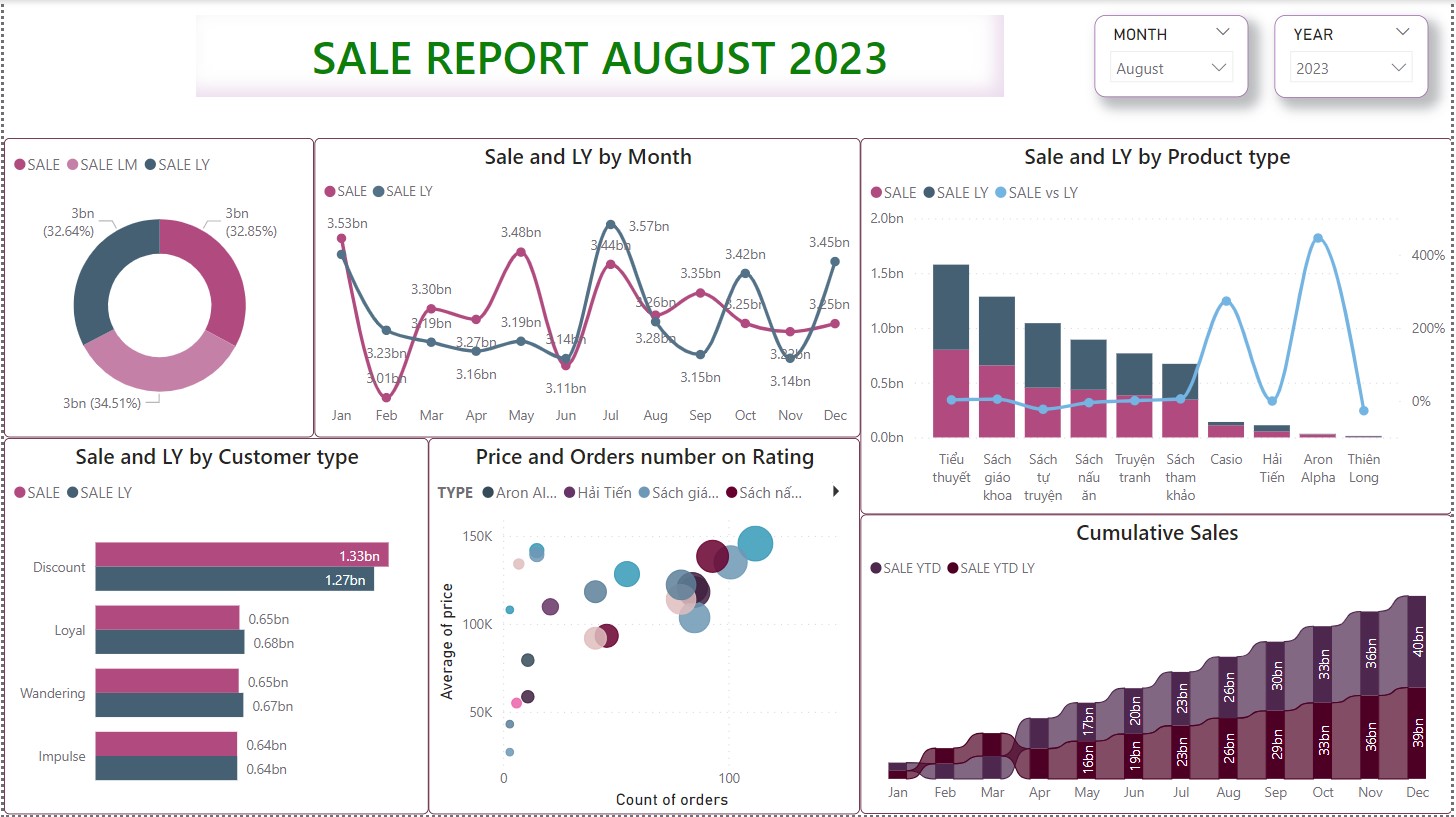 SALE REPORT AUGUST 2023
MONTH
August
YEAR
2023
SALE SALE LM SALE LY
3bn
(32.64%)
3bn
(32.85%)
3bn (34.51%)
Sale and LY by Month
SALE SALE LY
3.53bn
3.23bn
3.01bn
3.30bn
3.19bn
3.27bn
3.16bn
3.48bn
3.19bn
3.14bn
3.11bn
3.57bn
3.44bn
3.26bn
3.28bn
3.35bn
3.15bn
3.42bn
3.25bn
3.14bn
3.45bn
3.25bn
Jan Feb Mar Apr May Jun Jul Aug Sep Oct Nov Dec
Sale and LY by Product type
SALE SALE LY SALE vs LY
2.0bn
1.5bn
1.0bn
0.5bn
0.0bn
400%
200%
0%
Tiểu thuyết
Sách giáo khoa
Sách tự truyện
Sách nấu ăn
Truyện tranh
Sách tham khảo
Casio
Hải Tiến
Aron Alpha
Thiên Long
Sale and LY by Customer type
SALE SALE LY
Discount
1.33bn
1.27bn
Loyal
0.65bn
0.68bn
Wandering
0.65bn
0.67bn
Impulse
0.64bn
0.64bn
Price and Orders number on Rating
TYPE Aron Al... Hải Tiến Sách giá... Sách nấ...
Average of price
150K
100K
50K
0 100
Count of orders
Cumulative Sales
SALE YTD SALE YTD LY
17bn
16bn
20bn
19bn
23bn
23bn
26bn
26bn
30bn
29bn
33bn
33bn
36bn
36bn
40bn
39bn
Jan Feb Mar Apr May Jun Jul Aug Sep Oct Nov Dec